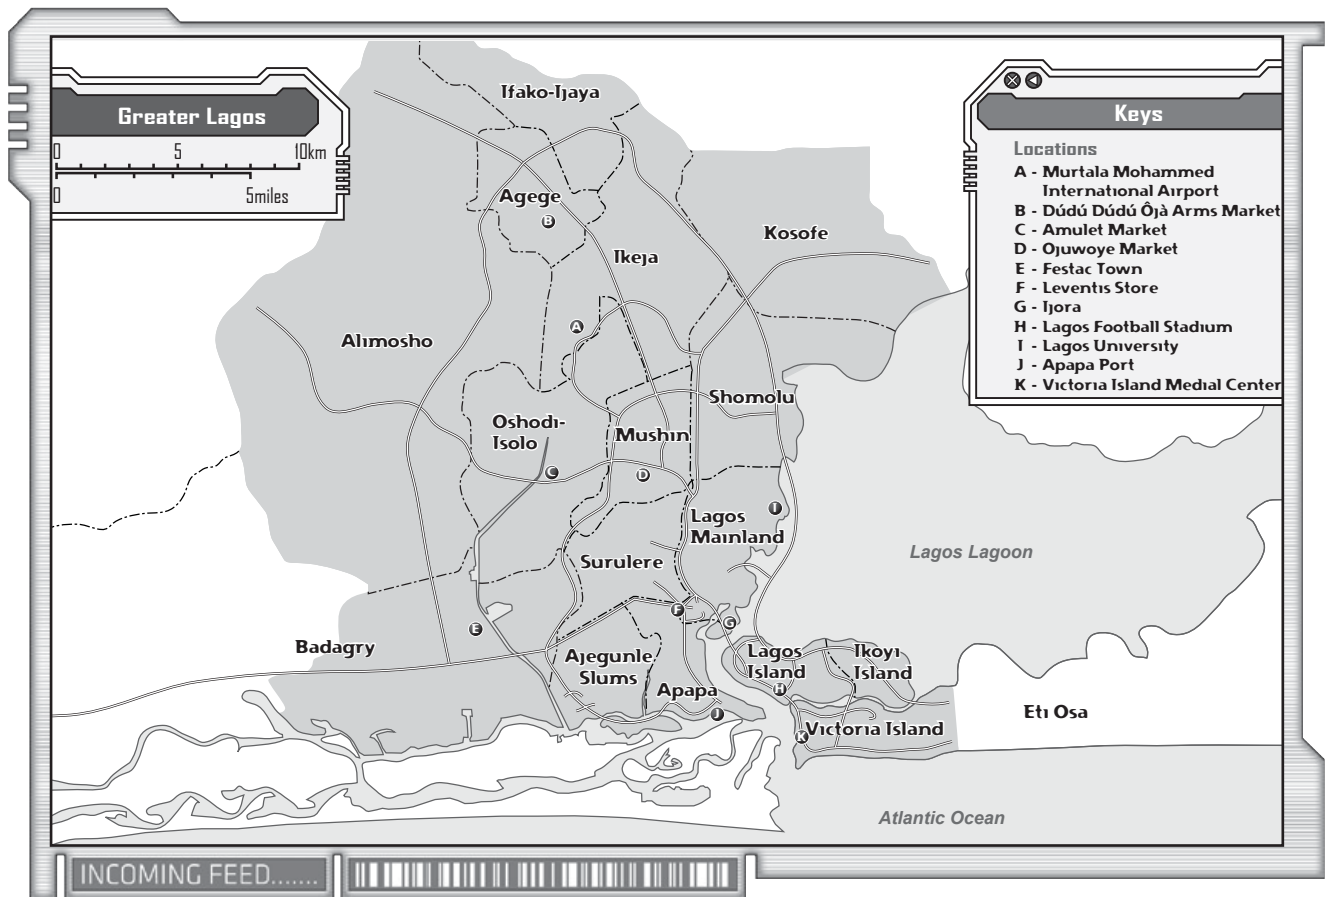 Greater Lagos
0 5 10km
0 5miles
Keys
Locations
A - Murtala Mohammed
International Airport
B - Dúdú Dúdú Ôjà Arms Market
C - Amulet Market
D - Ojuwoye Market
E - Festac Town
F - Leventis Store
G - Ijora
H - Lagos Football Stadium
I - Lagos University
J - Apapa Port
K - Victoria Island Medial Center
Ifako-Ijaya
Agege
B
Kosofe
Ikeja
A
Alimosho
Shomolu
Oshodi-
Isolo
Mushin
C
D
I
Lagos
Mainland
Lagos Lagoon
Surulere
F
G
E
Badagry
Ajegunle
Slums
Lagos
Island
Ikoyi
Island
Apapa
H
J
Eti Osa
K
Victoria Island
Atlantic Ocean
INCOMING FEED.......